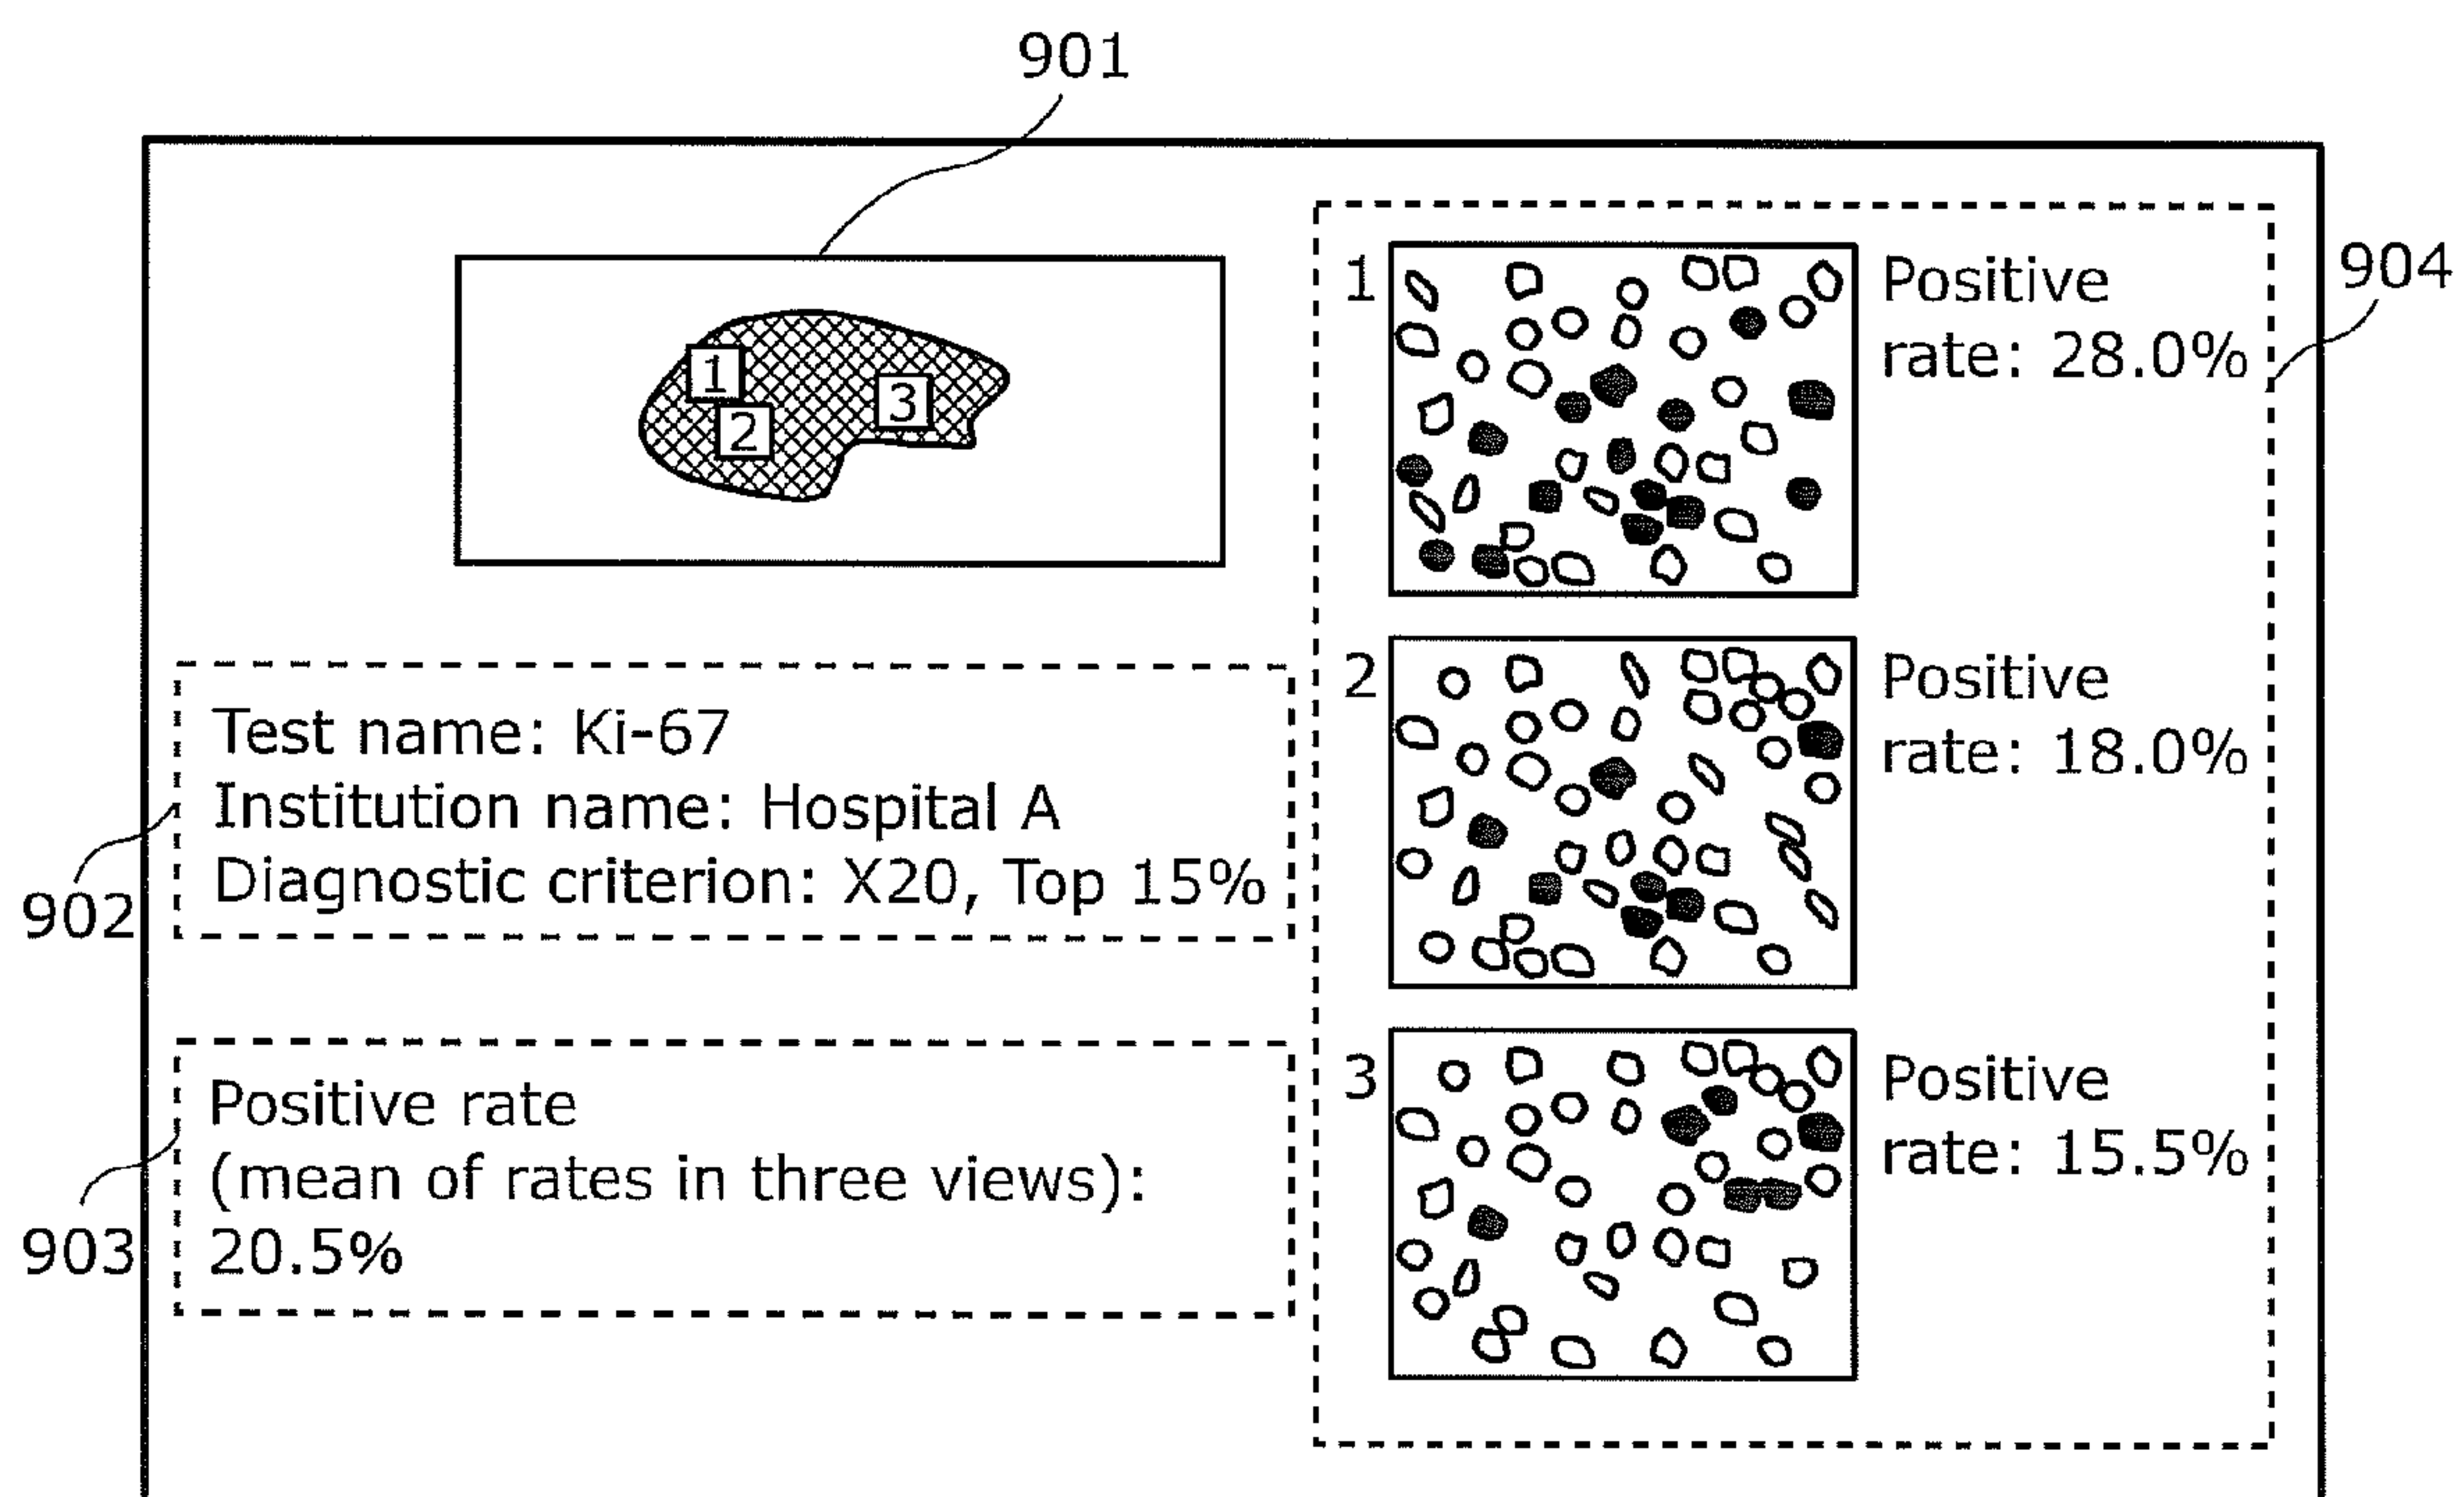 901
1
2
3
902
Test name: Ki-67
Institution name: Hospital A
Diagnostic criterion: X20, Top 15%
903
Positive rate
(mean of rates in three views):
20.5%
904
1
Positive
rate: 28.0%
2
Positive
rate: 18.0%
3
Positive
rate: 15.5%